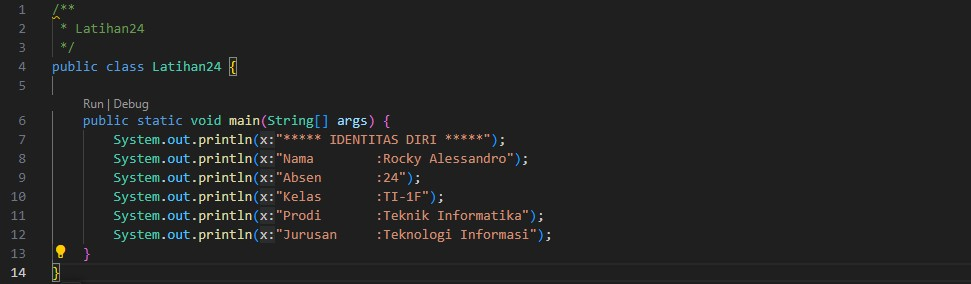 1 /**
2  * Latihan24
3  */
4 public class Latihan24 {
5
Run | Debug
6     public static void main(String[] args) {
7         System.out.println(x:"***** IDENTITAS DIRI *****");
8         System.out.println(x:"Nama        :Rocky Alessandro");
9         System.out.println(x:"Absen       :24");
10         System.out.println(x:"Kelas       :TI-1F");
11         System.out.println(x:"Prodi       :Teknik Informatika");
12         System.out.println(x:"Jurusan     :Teknologi Informasi");
13     }
14 }